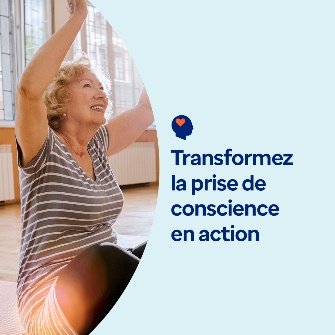 Transformez
la prise de
conscience
en action